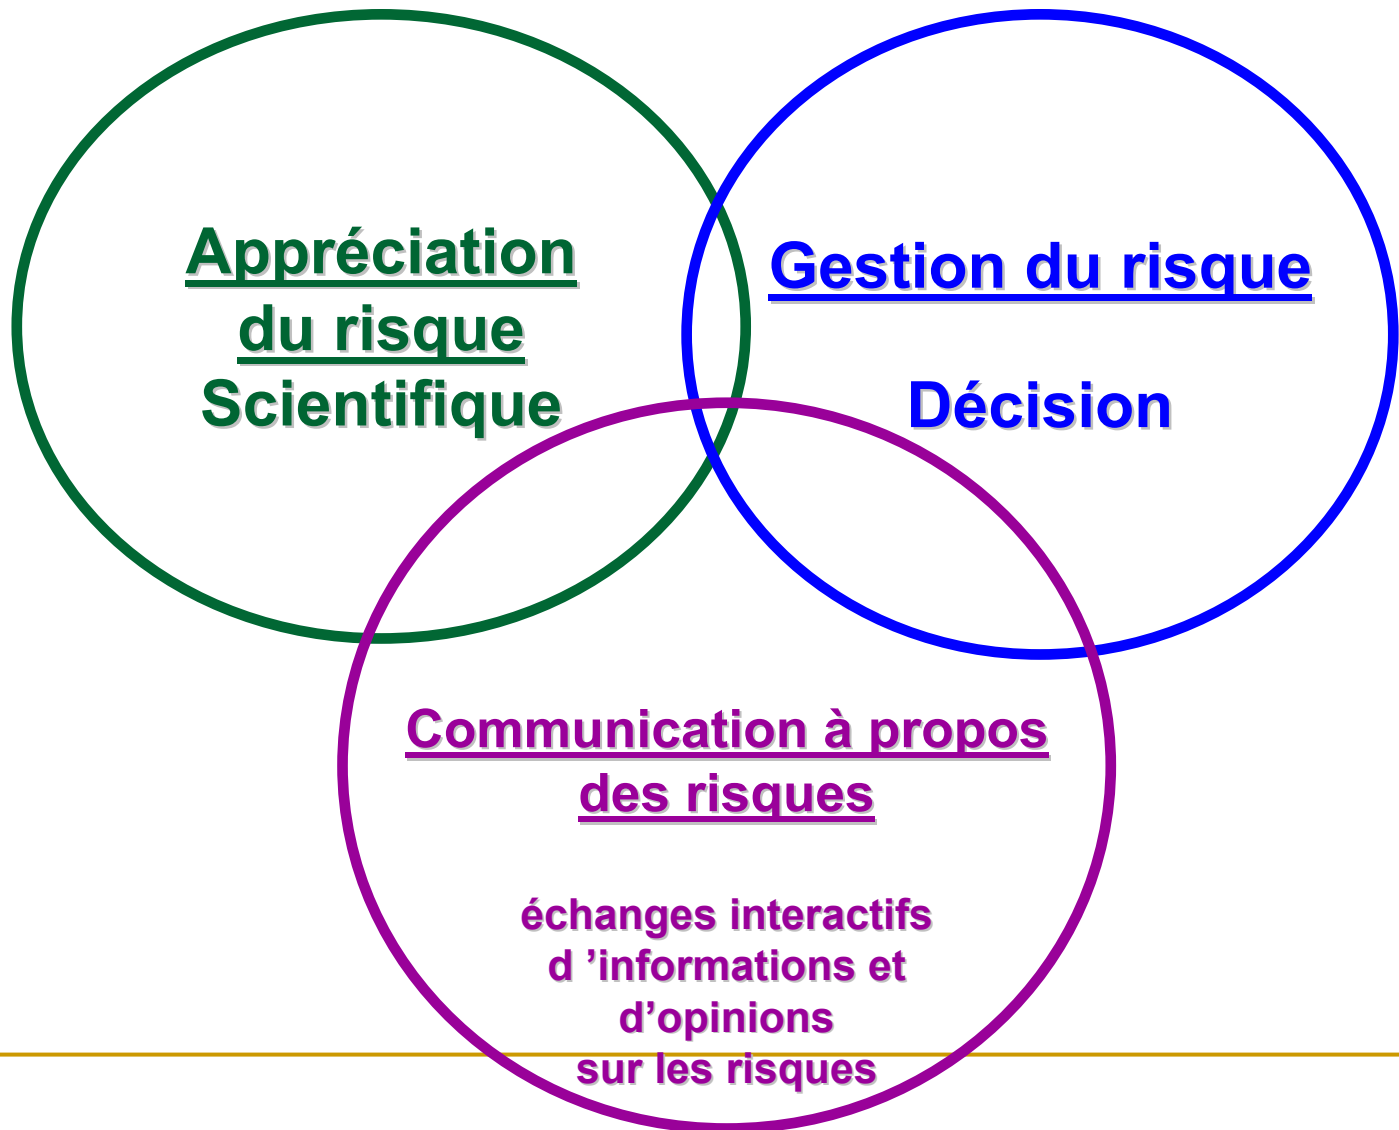 Appréciation
du risque
Scientifique
Gestion du risque
Décision
Communication à propos
des risques
échanges interactifs
d ’informations et
d’opinions
sur les risques